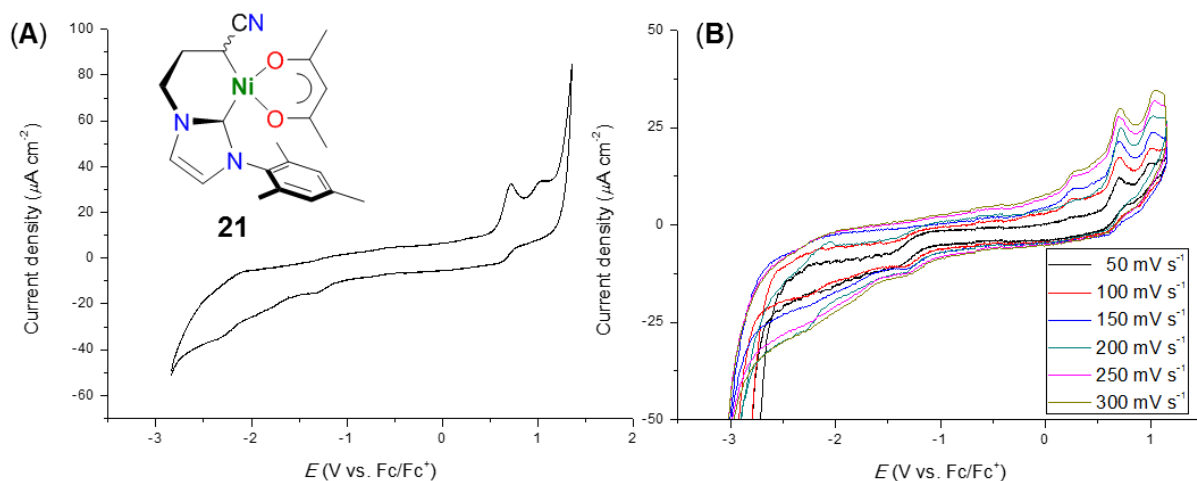 (A)
100
80
60
40
20
0
-20
-40
-60
Current density (µA cm⁻²)
-3
-2
-1
0
1
2
E (V vs. Fc/Fc⁺)
CN
O
Ni
O
N
N
21
(B)
50
25
0
-25
-50
Current density (µA cm⁻²)
-3
-2
-1
0
1
E (V vs. Fc/Fc⁺)
50 mV s⁻¹
100 mV s⁻¹
150 mV s⁻¹
200 mV s⁻¹
250 mV s⁻¹
300 mV s⁻¹